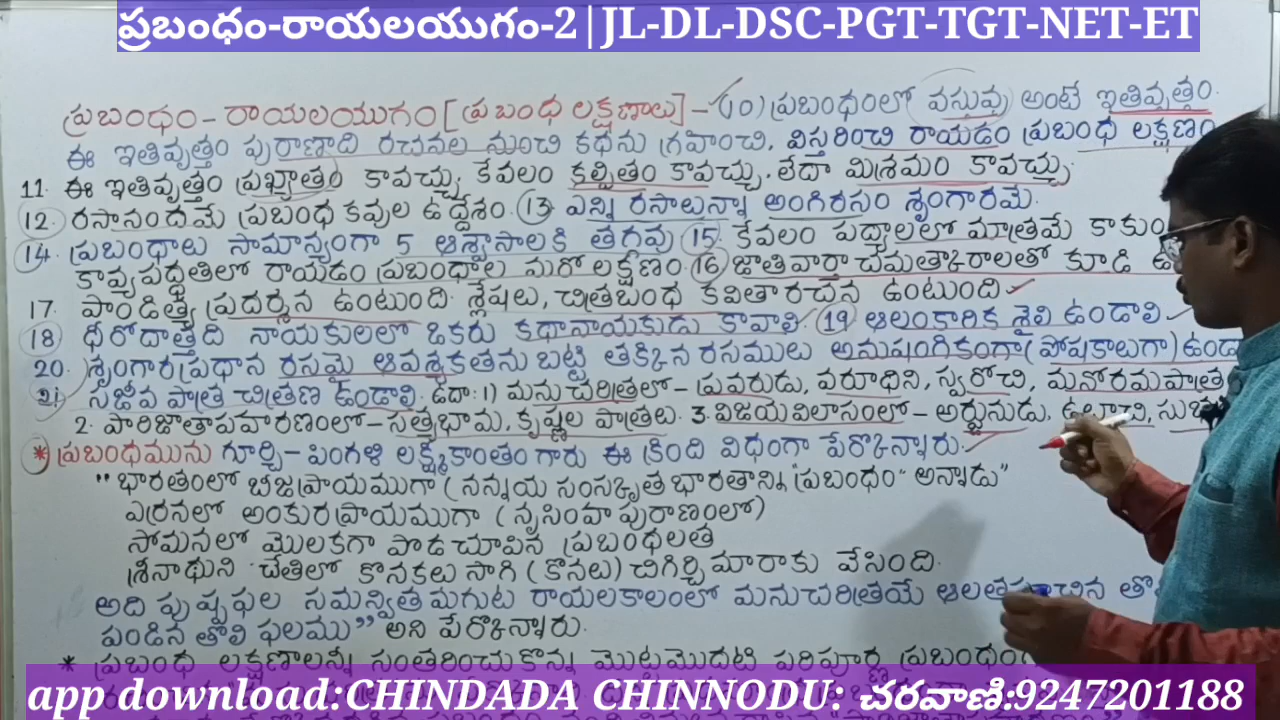 ప్రబంధం-రాయలయుగం-2|JL-DL-DSC-PGT-TGT-NET-ET
ప్రబంధం - రాయలయుగం [ప్రబంధ లక్షణాలు] - (10) ప్రబంధంలో వస్తువు అంటే ఇతివృత్తం.
ఈ ఇతివృత్తం పురాణాది రచనల నుంచి కథను గ్రహించి, విస్తరించి రాయడం ప్రబంధ లక్షణం
11. ఈ ఇతివృత్తం ప్రఖ్యాతం కావచ్చు, కేవలం కల్పితం కావచ్చు, లేదా మిశ్రమం కావచ్చు.
12. రసానందమే ప్రబంధ కవుల ఉద్దేశం. (13) ఎన్ని రసాలున్నా అంగిరసం శృంగారమే.
14. ప్రబంధాలు సామాన్యంగా 5 ఆశ్వాసాలకి తగ్గవు (15) కేవలం పద్యాలలో మాత్రమే కాకుం
కావ్యపద్ధతిలో రాయడం ప్రబంధాల మరో లక్షణం. (16) జాతివార్తా చమత్కారాలతో కూడి
17. పాండిత్య ప్రదర్శన ఉంటుంది. శ్లేషలు, చిత్రబంధ కవితా రచన ఉంటుంది
18. ధీరోదాత్తది నాయకులలో ఒకరు కథానాయకుడు కావాలి. (19) ఆలంకారిక శైలి ఉండాలి
20. శృంగారప్రధాన రసమై ఆవశ్యకతను బట్టి తక్కిన రసములు అనుషంగికంగా (పోషకాలుగా) ఉండా
21. సజీవ పాత్ర చిత్రణ ఉండాలి. ఉదా: 1) మనుచరిత్రలో - ప్రవరుడు, వరూధిని, స్వరోచి, మనోరమపాత్ర
2. పారిజాతాపహరణంలో - సత్యభామ, కృష్ణుల పాత్రలు. 3. విజయవిలాసంలో - అర్జునుడు,
* ప్రబంధమును గూర్చి - పింగళి లక్ష్మీకాంతం గారు ఈ క్రింది విధంగా పేర్కొన్నారు.
"భారతంలో బీజప్రాయముగా (నన్నయ సంస్కృత భారతాన్ని "ప్రబంధం" అన్నాడు"
ఎర్రనలో అంకురప్రాయముగా (నృసింహ పురాణంలో)
సోమనలో మొలకగా పొడ చూపిన ప్రబంధలత
శ్రీనాథుని చేతిలో కొనకలు సాగి (కొసలు) చిగిర్చి మారాకు వేసింది.
అది పుష్పఫల సమన్విత మగుట రాయలకాలంలో మనుచరిత్రయే
పండిన తొలి ఫలము" అని పేర్కొన్నారు.
* ప్రబంధ లక్షణాలన్నీ సంతరించుకొన్న మొట్టమొదటి పరిపూర్ణ
app download:CHINDADA CHINNODU: చరవాణి:9247201188